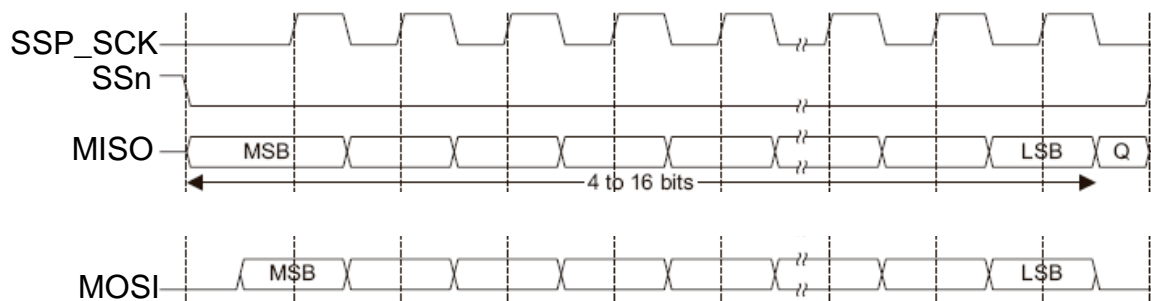 SSP_SCK
SSn
MISO MSB LSB Q
4 to 16 bits
MOSI MSB LSB